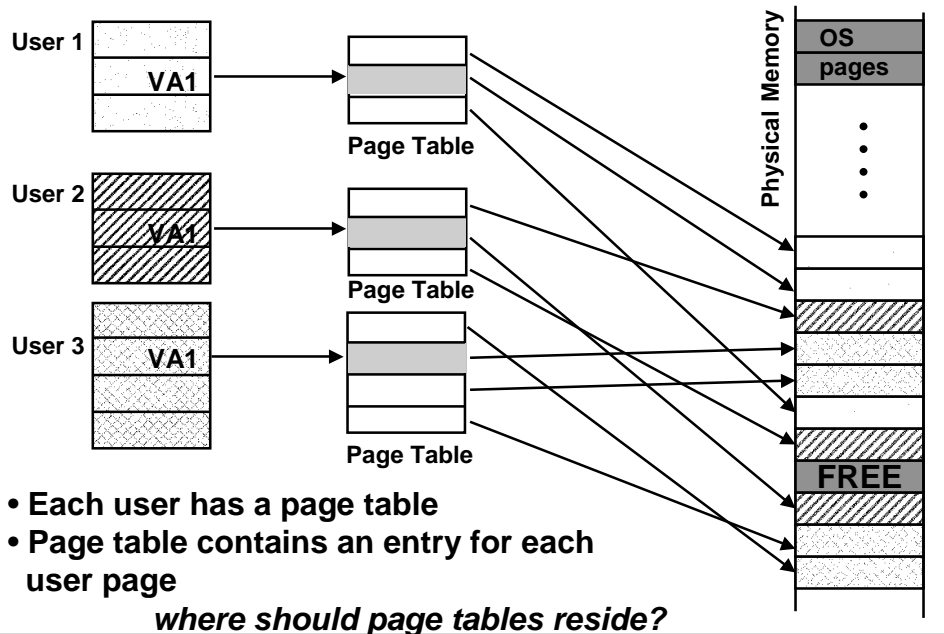 User 1
VA1
Page Table
User 2
VA1
Page Table
User 3
VA1
Page Table
Physical Memory
OS
pages
FREE
• Each user has a page table
• Page table contains an entry for each
user page
where should page tables reside?